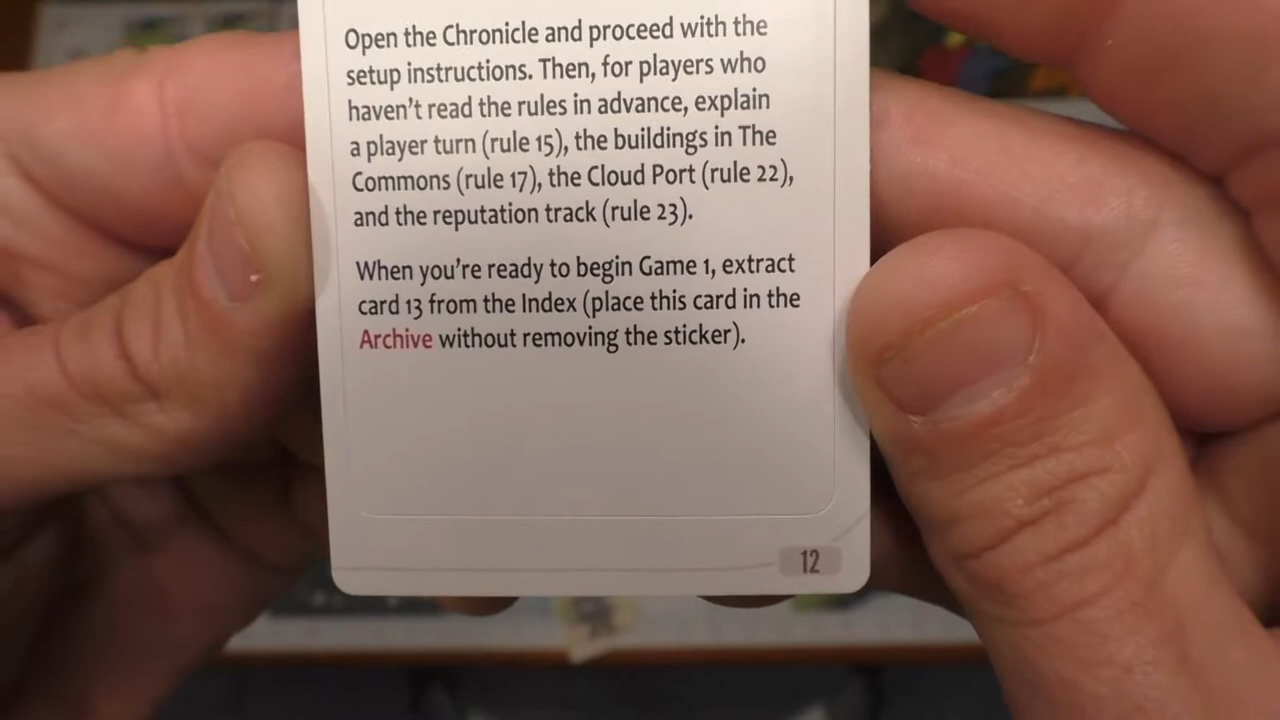 Open the Chronicle and proceed with the
setup instructions. Then, for players who
haven't read the rules in advance, explain
a player turn (rule 15), the buildings in The
Commons (rule 17), the Cloud Port (rule 22),
and the reputation track (rule 23).
When you're ready to begin Game 1, extract
card 13 from the Index (place this card in the
Archive without removing the sticker).
12